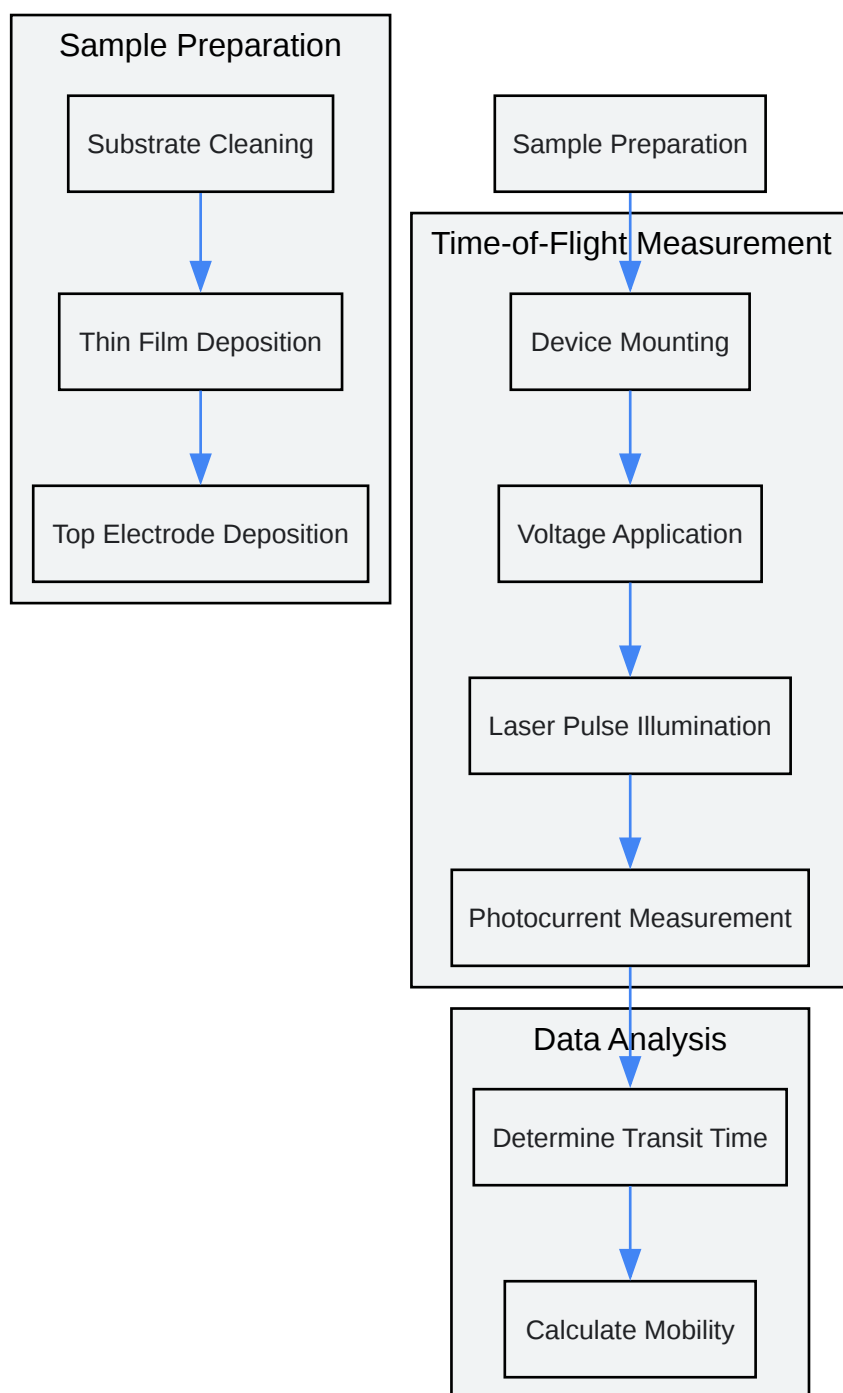 Sample Preparation
Substrate Cleaning
Thin Film Deposition
Top Electrode Deposition
Sample Preparation
Time-of-Flight Measurement
Device Mounting
Voltage Application
Laser Pulse Illumination
Photocurrent Measurement
Data Analysis
Determine Transit Time
Calculate Mobility